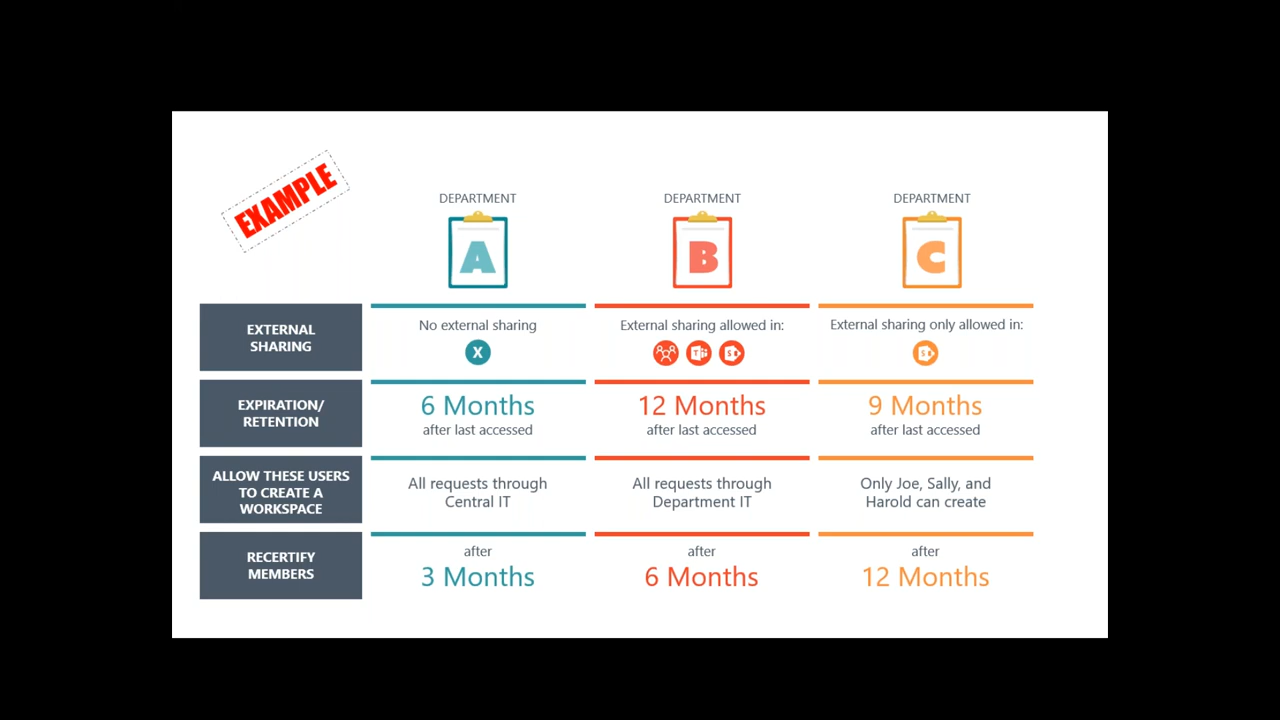 EXAMPLE
DEPARTMENT
DEPARTMENT
DEPARTMENT
A
B
C
EXTERNAL
SHARING
No external sharing
X
External sharing allowed in:
T
S
External sharing only allowed in:
S
EXPIRATION/
RETENTION
6 Months
after last accessed
12 Months
after last accessed
9 Months
after last accessed
ALLOW THESE USERS
TO CREATE A
WORKSPACE
All requests through
Central IT
All requests through
Department IT
Only Joe, Sally, and
Harold can create
RECERTIFY
MEMBERS
after
3 Months
after
6 Months
after
12 Months